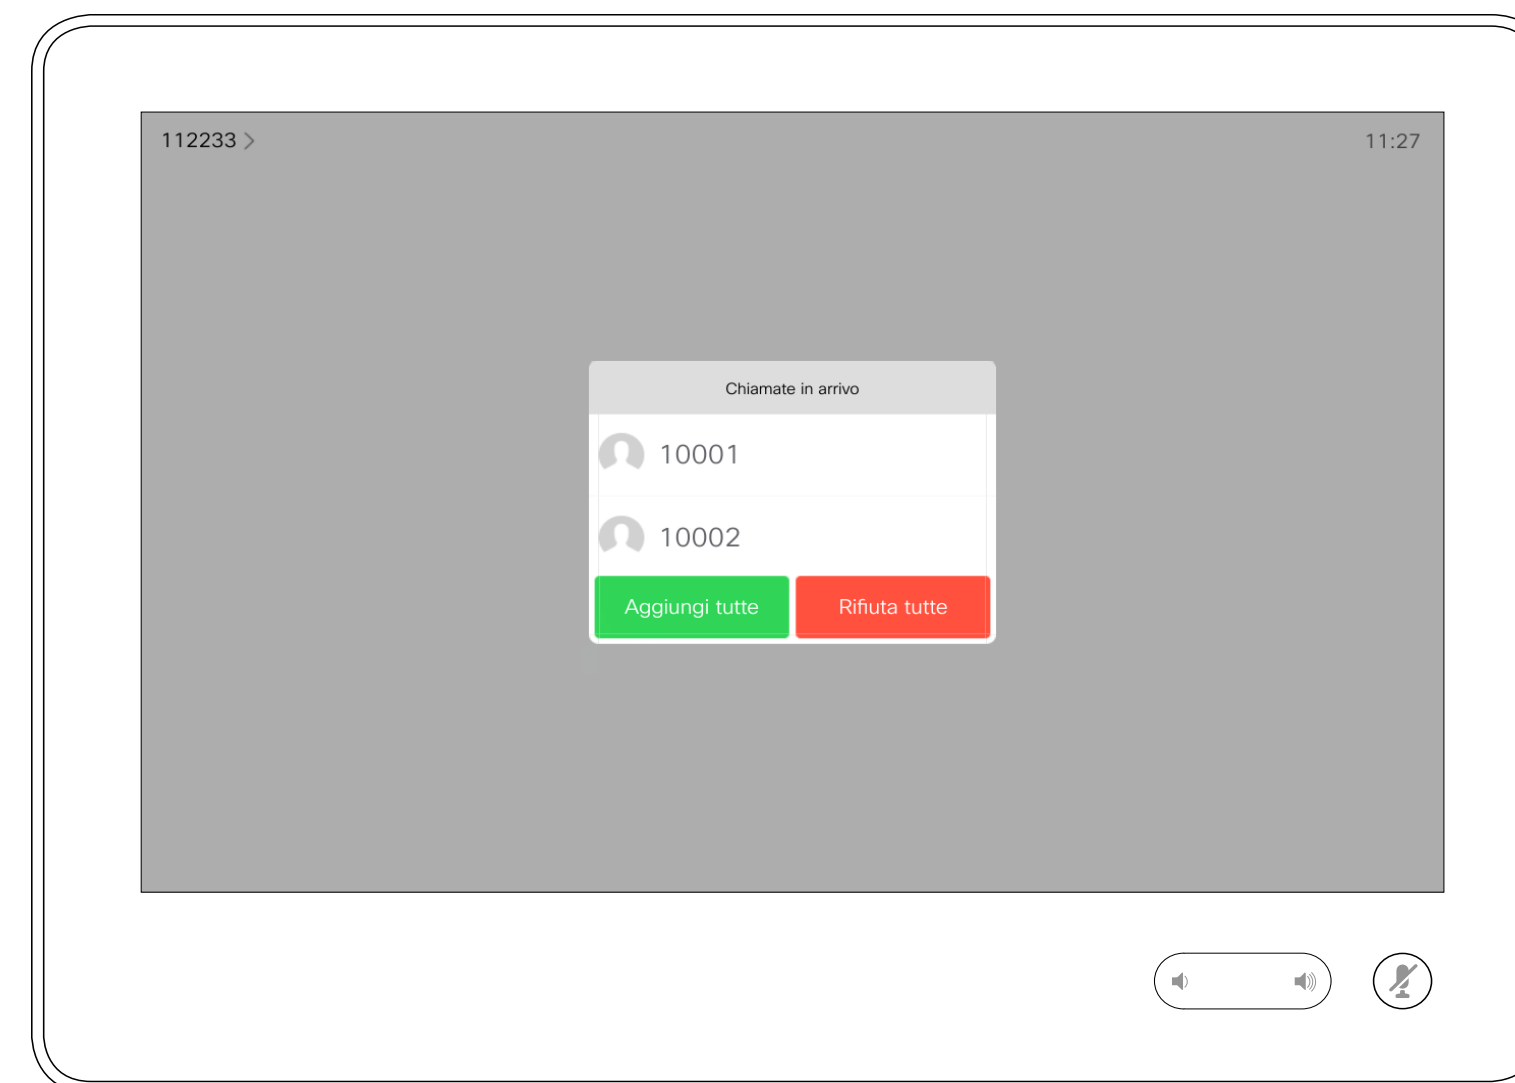 112233 >
11:27
Chiamate in arrivo
10001
10002
Aggiungi tutte
Rifiuta tutte